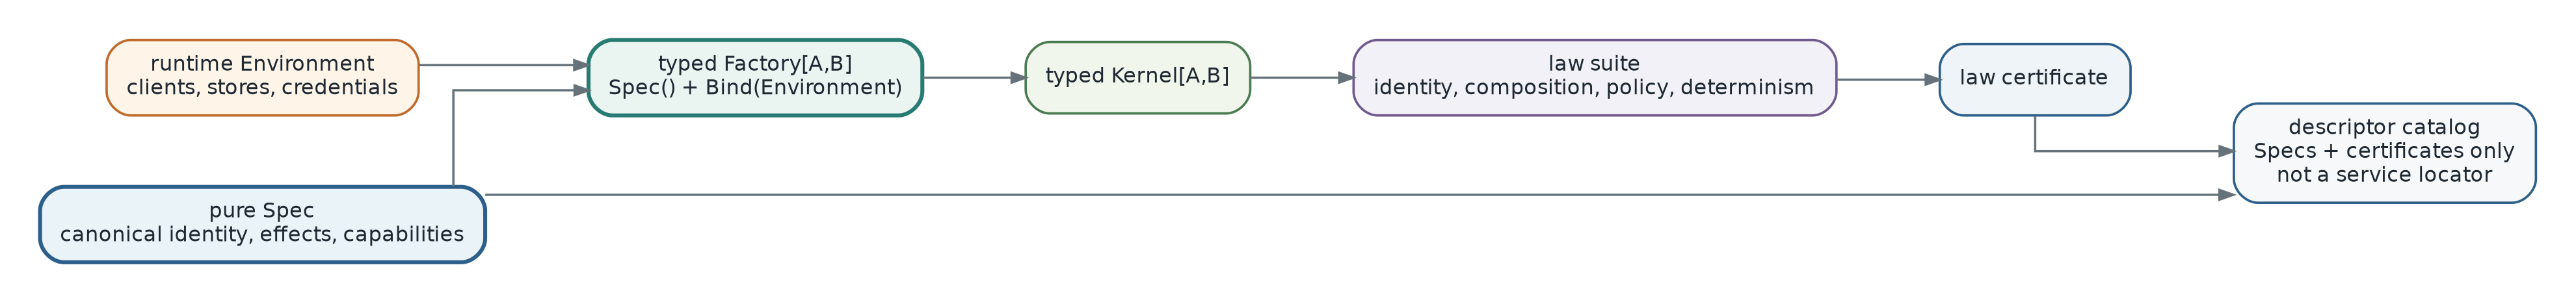 runtime Environment
clients, stores, credentials
typed Factory[A,B]
Spec() + Bind(Environment)
typed Kernel[A,B]
law suite
identity, composition, policy, determinism
law certificate
descriptor catalog
Specs + certificates only
not a service locator
pure Spec
canonical identity, effects, capabilities